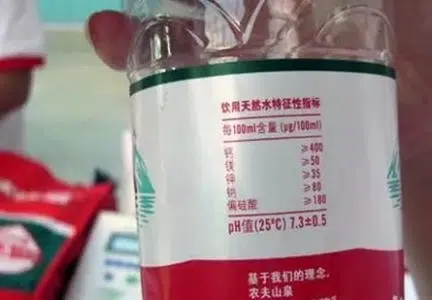 饮用天然水特征性指标
每100ml含量 (μg/100ml)
钙 ≥400
镁 ≥50
钾 ≥35
钠 ≥80
偏硅酸 ≥180
pH值(25℃) 7.3±0.5
基于我们的理念,
农夫山泉